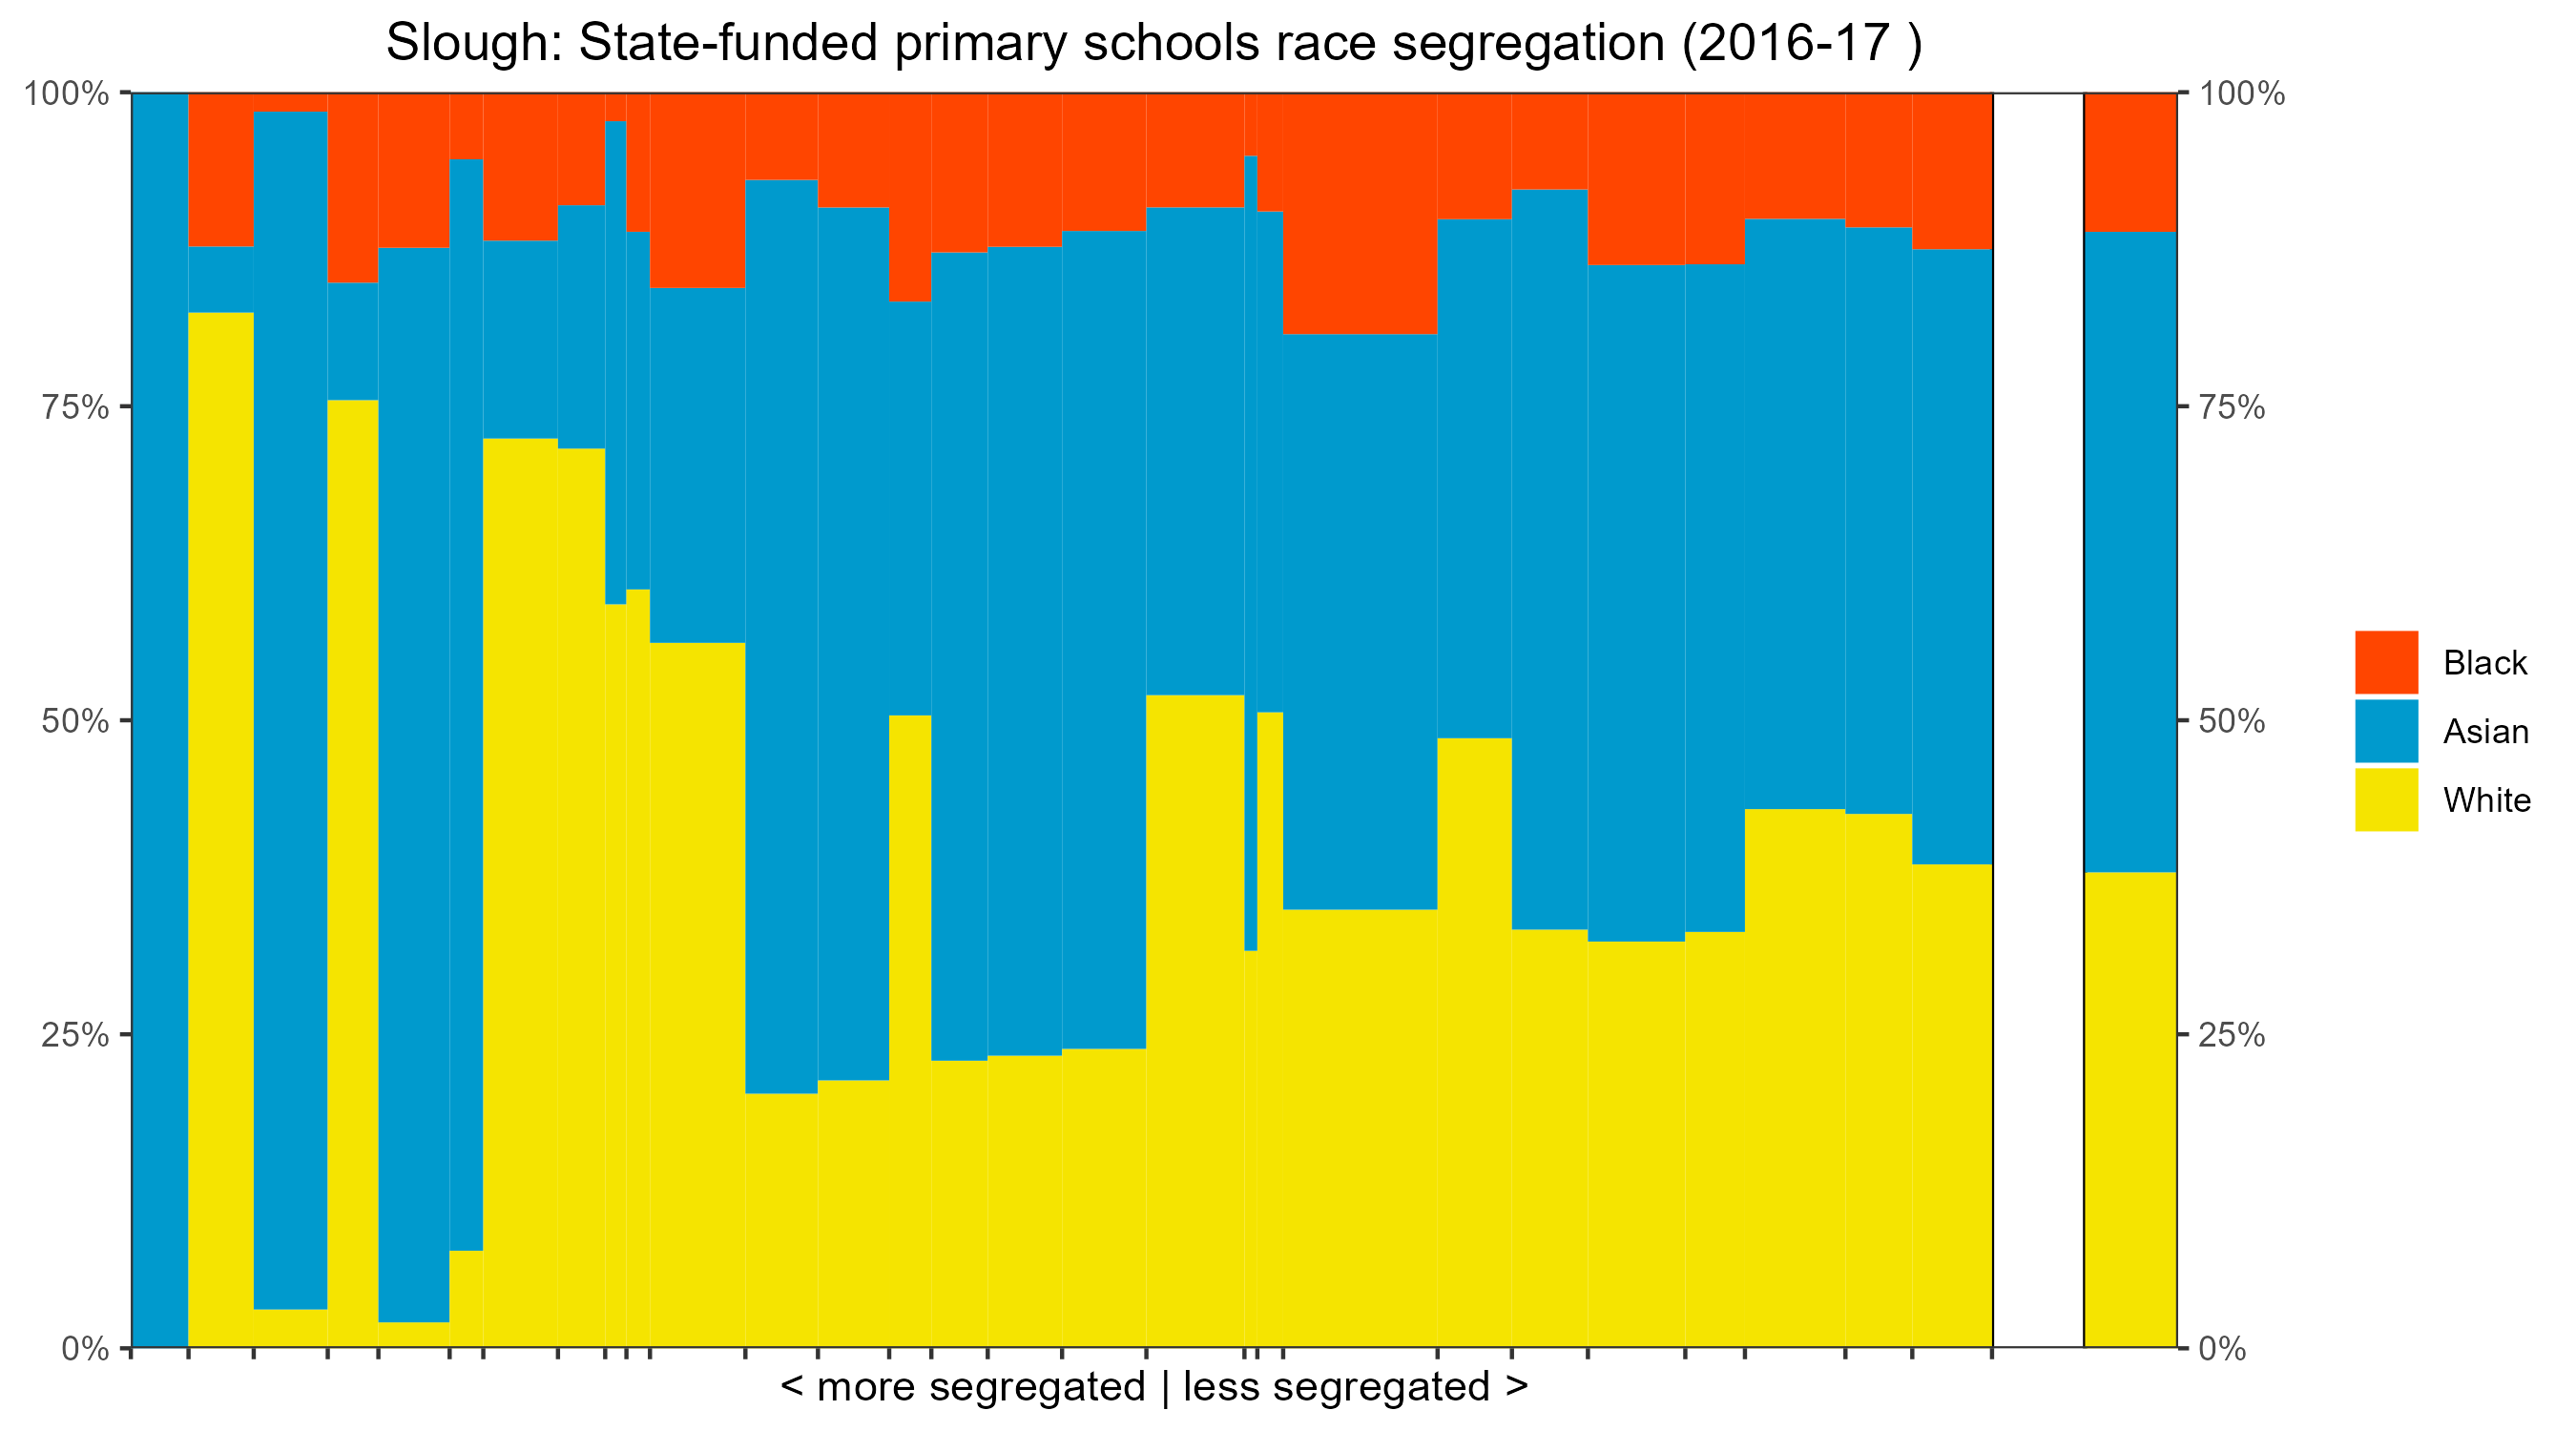 Slough: State-funded primary schools race segregation (2016-17 )
100%
75%
50%
25%
0%
100%
75%
50%
25%
0%
Black
Asian
White
< more segregated | less segregated >